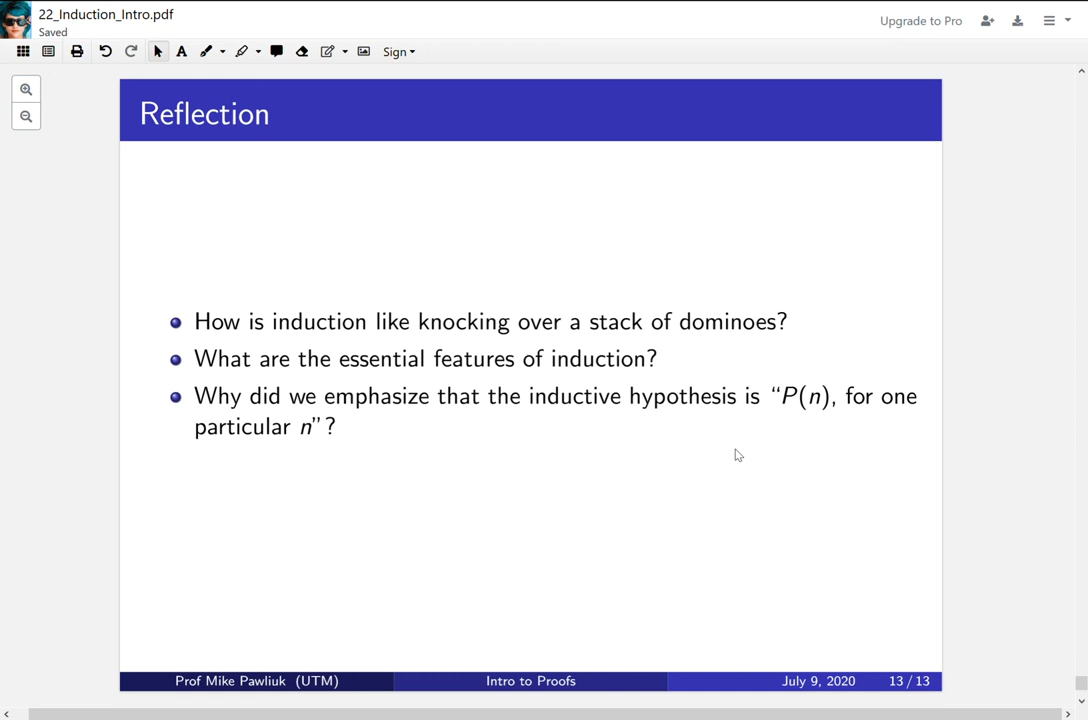 22_Induction_Intro.pdf
Saved
Upgrade to Pro
A
Sign
Reflection
How is induction like knocking over a stack of dominoes?
What are the essential features of induction?
Why did we emphasize that the inductive hypothesis is “P(n), for one
particular n”?
Prof Mike Pawliuk (UTM) Intro to Proofs July 9, 2020 13 / 13